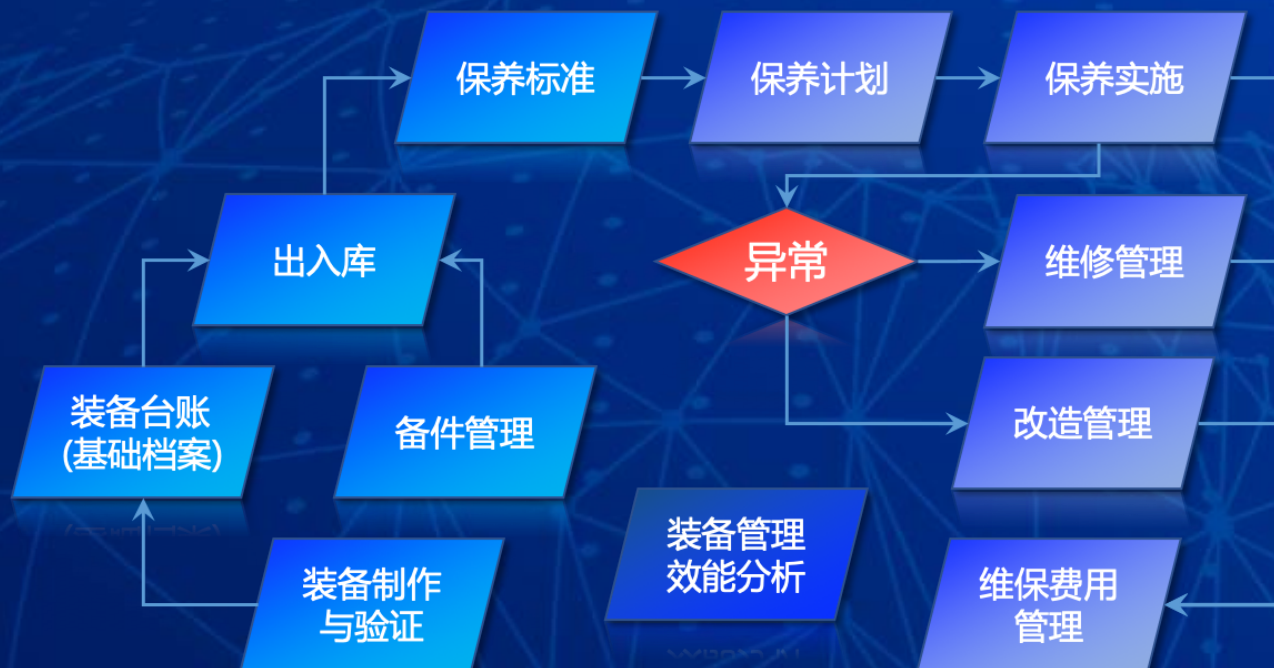 保养标准
保养计划
保养实施
出入库
异常
维修管理
装备台账
(基础档案)
备件管理
改造管理
装备管理
效能分析
装备制作
与验证
维保费用
管理